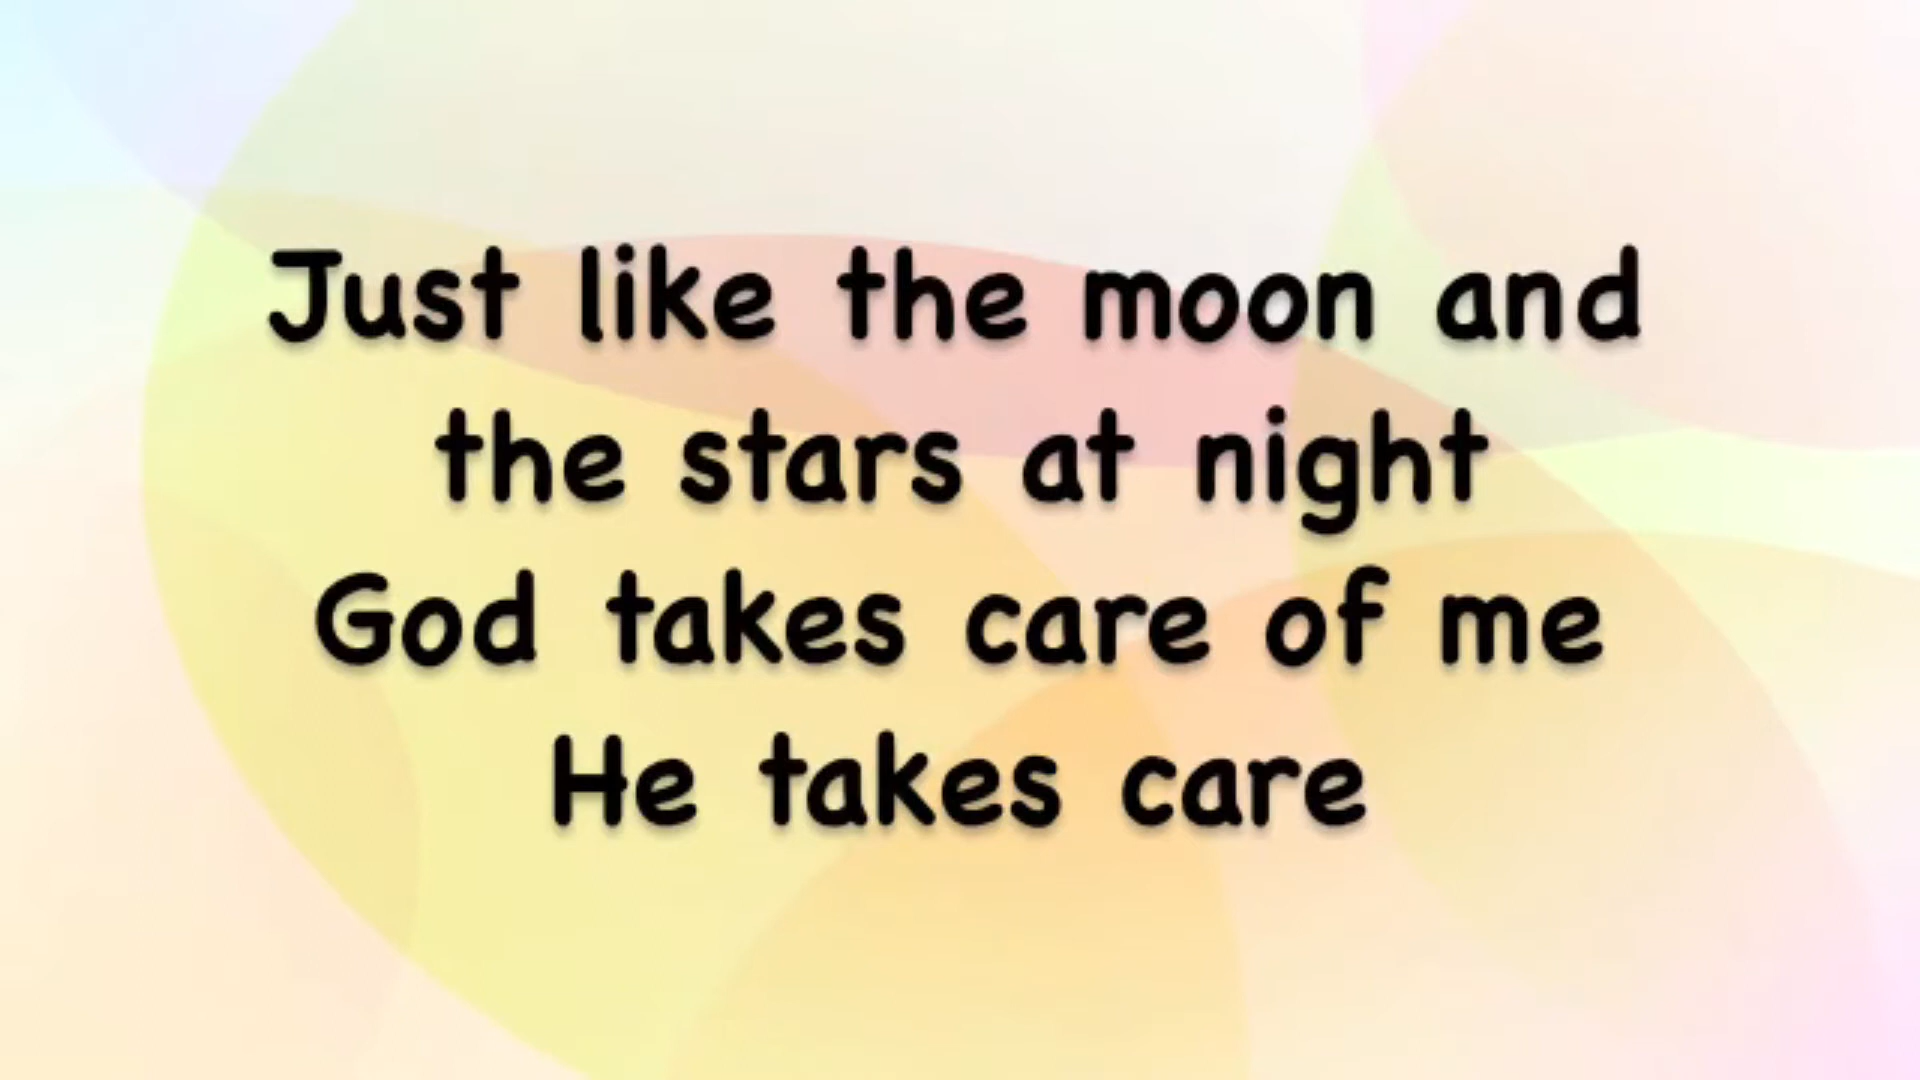 Just like the moon and
the stars at night
God takes care of me
He takes care